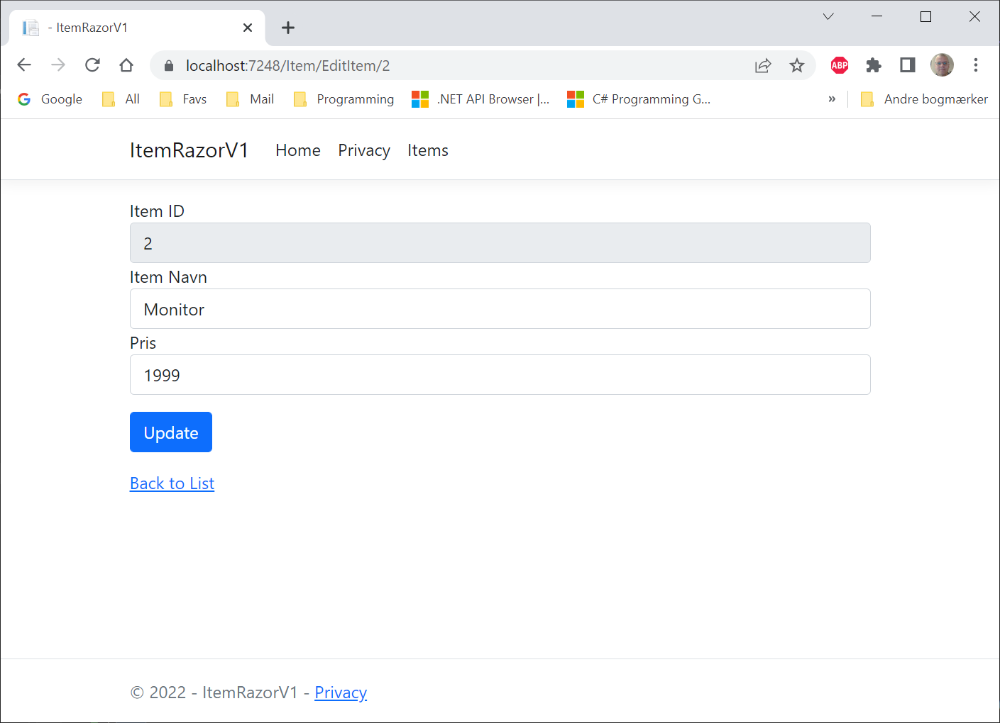 - ItemRazorV1
localhost:7248/Item/EditItem/2
ABP
Google All Favs Mail Programming .NET API Browser |... C# Programming G... » Andre bogmærker
ItemRazorV1 Home Privacy Items
Item ID
2
Item Navn
Monitor
Pris
1999
Update
Back to List
© 2022 - ItemRazorV1 - Privacy